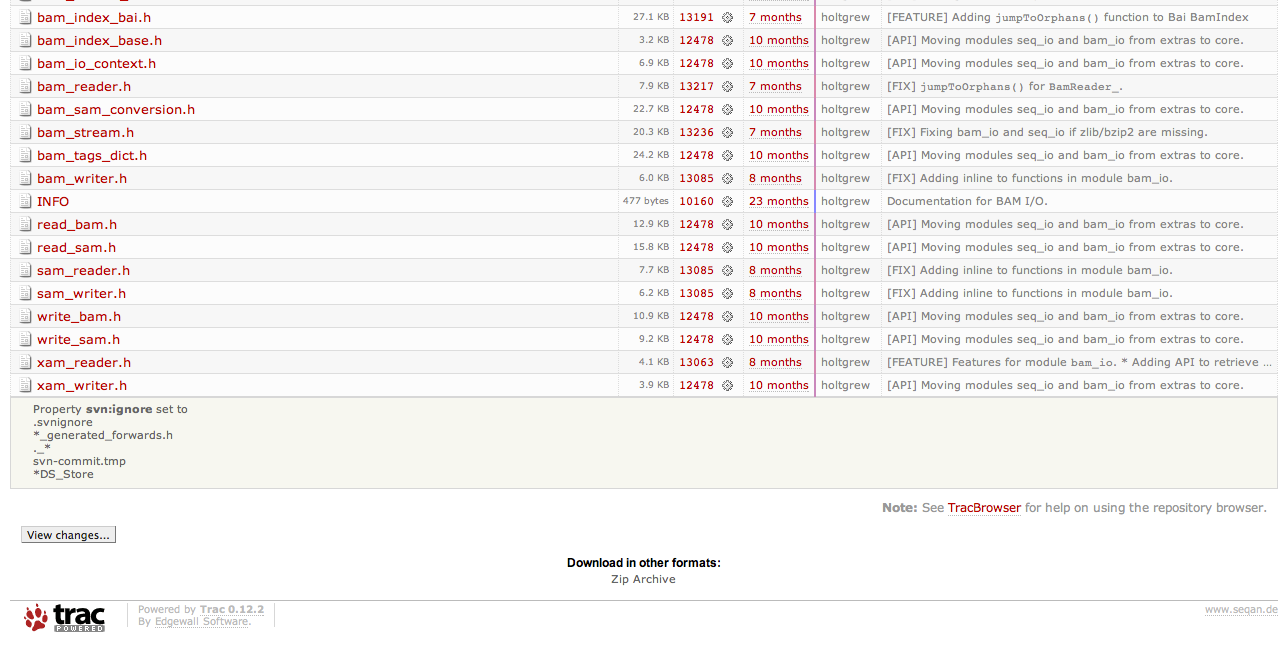 bam_index_bai.h 27.1 KB 13191 7 months holtgrew [FEATURE] Adding jumpToOrphans() function to Bai BamIndex
bam_index_base.h 3.2 KB 12478 10 months holtgrew [API] Moving modules seq_io and bam_io from extras to core.
bam_io_context.h 6.9 KB 12478 10 months holtgrew [API] Moving modules seq_io and bam_io from extras to core.
bam_reader.h 7.9 KB 13217 7 months holtgrew [FIX] jumpToOrphans() for BamReader_.
bam_sam_conversion.h 22.7 KB 12478 10 months holtgrew [API] Moving modules seq_io and bam_io from extras to core.
bam_stream.h 20.3 KB 13236 7 months holtgrew [FIX] Fixing bam_io and seq_io if zlib/bzip2 are missing.
bam_tags_dict.h 24.2 KB 12478 10 months holtgrew [API] Moving modules seq_io and bam_io from extras to core.
bam_writer.h 6.0 KB 13085 8 months holtgrew [FIX] Adding inline to functions in module bam_io.
INFO 477 bytes 10160 23 months holtgrew Documentation for BAM I/O.
read_bam.h 12.9 KB 12478 10 months holtgrew [API] Moving modules seq_io and bam_io from extras to core.
read_sam.h 15.8 KB 12478 10 months holtgrew [API] Moving modules seq_io and bam_io from extras to core.
sam_reader.h 7.7 KB 13085 8 months holtgrew [FIX] Adding inline to functions in module bam_io.
sam_writer.h 6.2 KB 13085 8 months holtgrew [FIX] Adding inline to functions in module bam_io.
write_bam.h 10.9 KB 12478 10 months holtgrew [API] Moving modules seq_io and bam_io from extras to core.
write_sam.h 9.2 KB 12478 10 months holtgrew [API] Moving modules seq_io and bam_io from extras to core.
xam_reader.h 4.1 KB 13063 8 months holtgrew [FEATURE] Features for module bam_io. * Adding API to retrieve ...
xam_writer.h 3.9 KB 12478 10 months holtgrew [API] Moving modules seq_io and bam_io from extras to core.
Property svn:ignore set to
.svnignore
*_generated_forwards.h
._*
svn-commit.tmp
*DS_Store
Note: See TracBrowser for help on using the repository browser.
View changes...
Download in other formats:
Zip Archive
trac POWERED
Powered by Trac 0.12.2
By Edgewall Software.
www.seqan.de